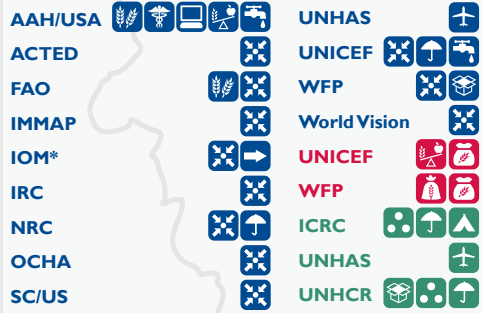 AAH/USA
ACTED
FAO
IMMAP
IOM*
IRC
NRC
OCHA
SC/US
UNHAS
UNICEF
WFP
World Vision
UNICEF
WFP
ICRC
UNHAS
UNHCR